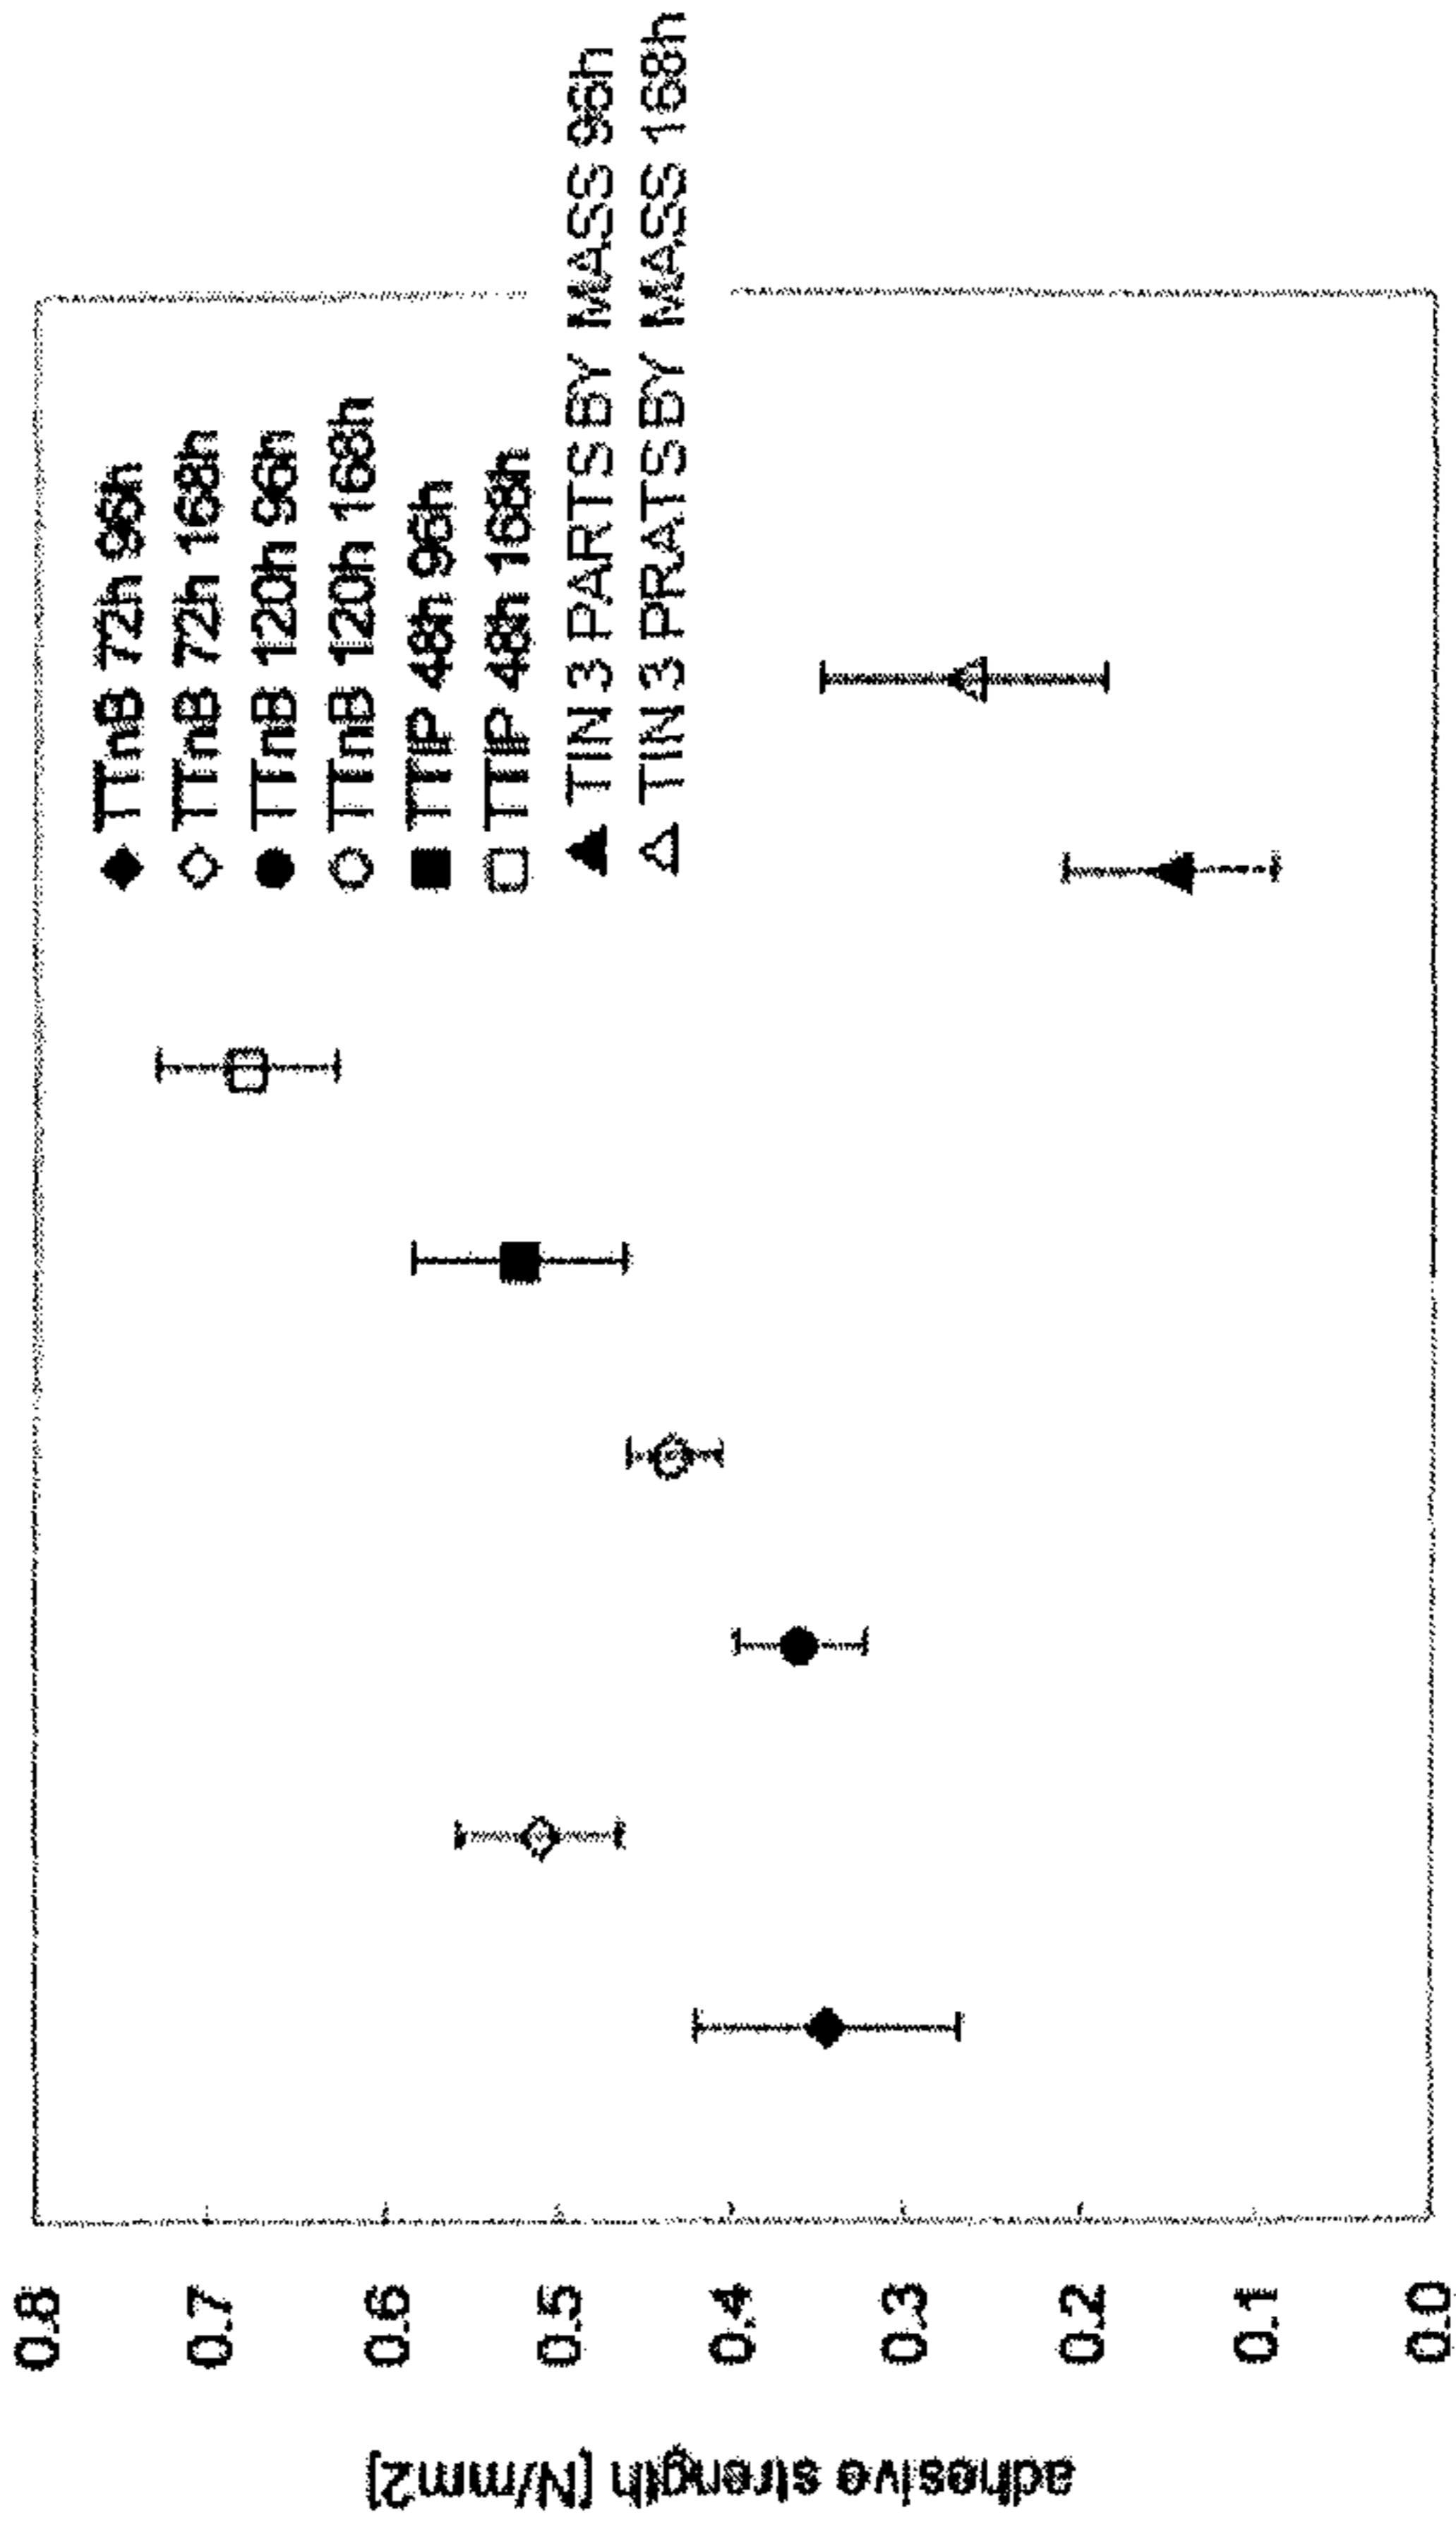 TTnB 72h 96h
TTnB 72h 168h
TTnB 120h 96h
TTnB 120h 168h
TTIP 48h 96h
TTIP 48h 168h
TIN 3 PARTS BY MASS 96h
TIN 3 PRATS BY MASS 168h
0.8
0.7
0.6
0.5
0.4
0.3
0.2
0.1
0.0
adhesive strength [N/mm2]